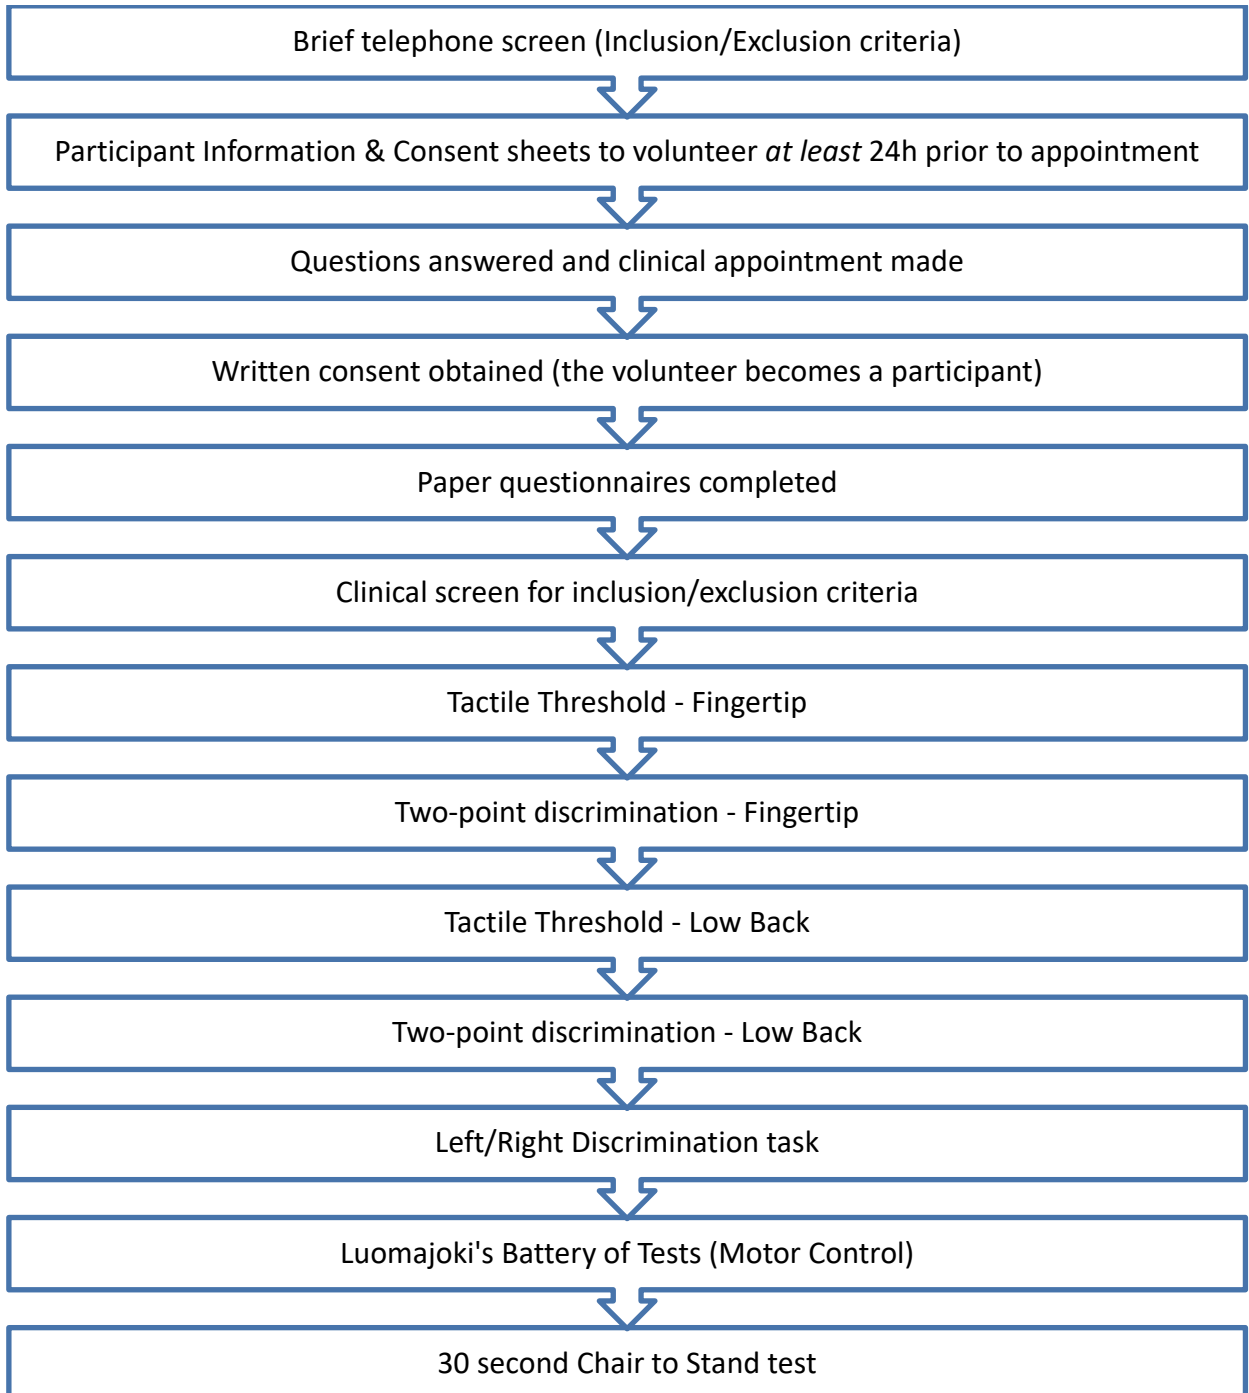 Brief telephone screen (Inclusion/Exclusion criteria)
Participant Information & Consent sheets to volunteer at least 24h prior to appointment
Questions answered and clinical appointment made
Written consent obtained (the volunteer becomes a participant)
Paper questionnaires completed
Clinical screen for inclusion/exclusion criteria
Tactile Threshold - Fingertip
Two-point discrimination - Fingertip
Tactile Threshold - Low Back
Two-point discrimination - Low Back
Left/Right Discrimination task
Luomajoki's Battery of Tests (Motor Control)
30 second Chair to Stand test